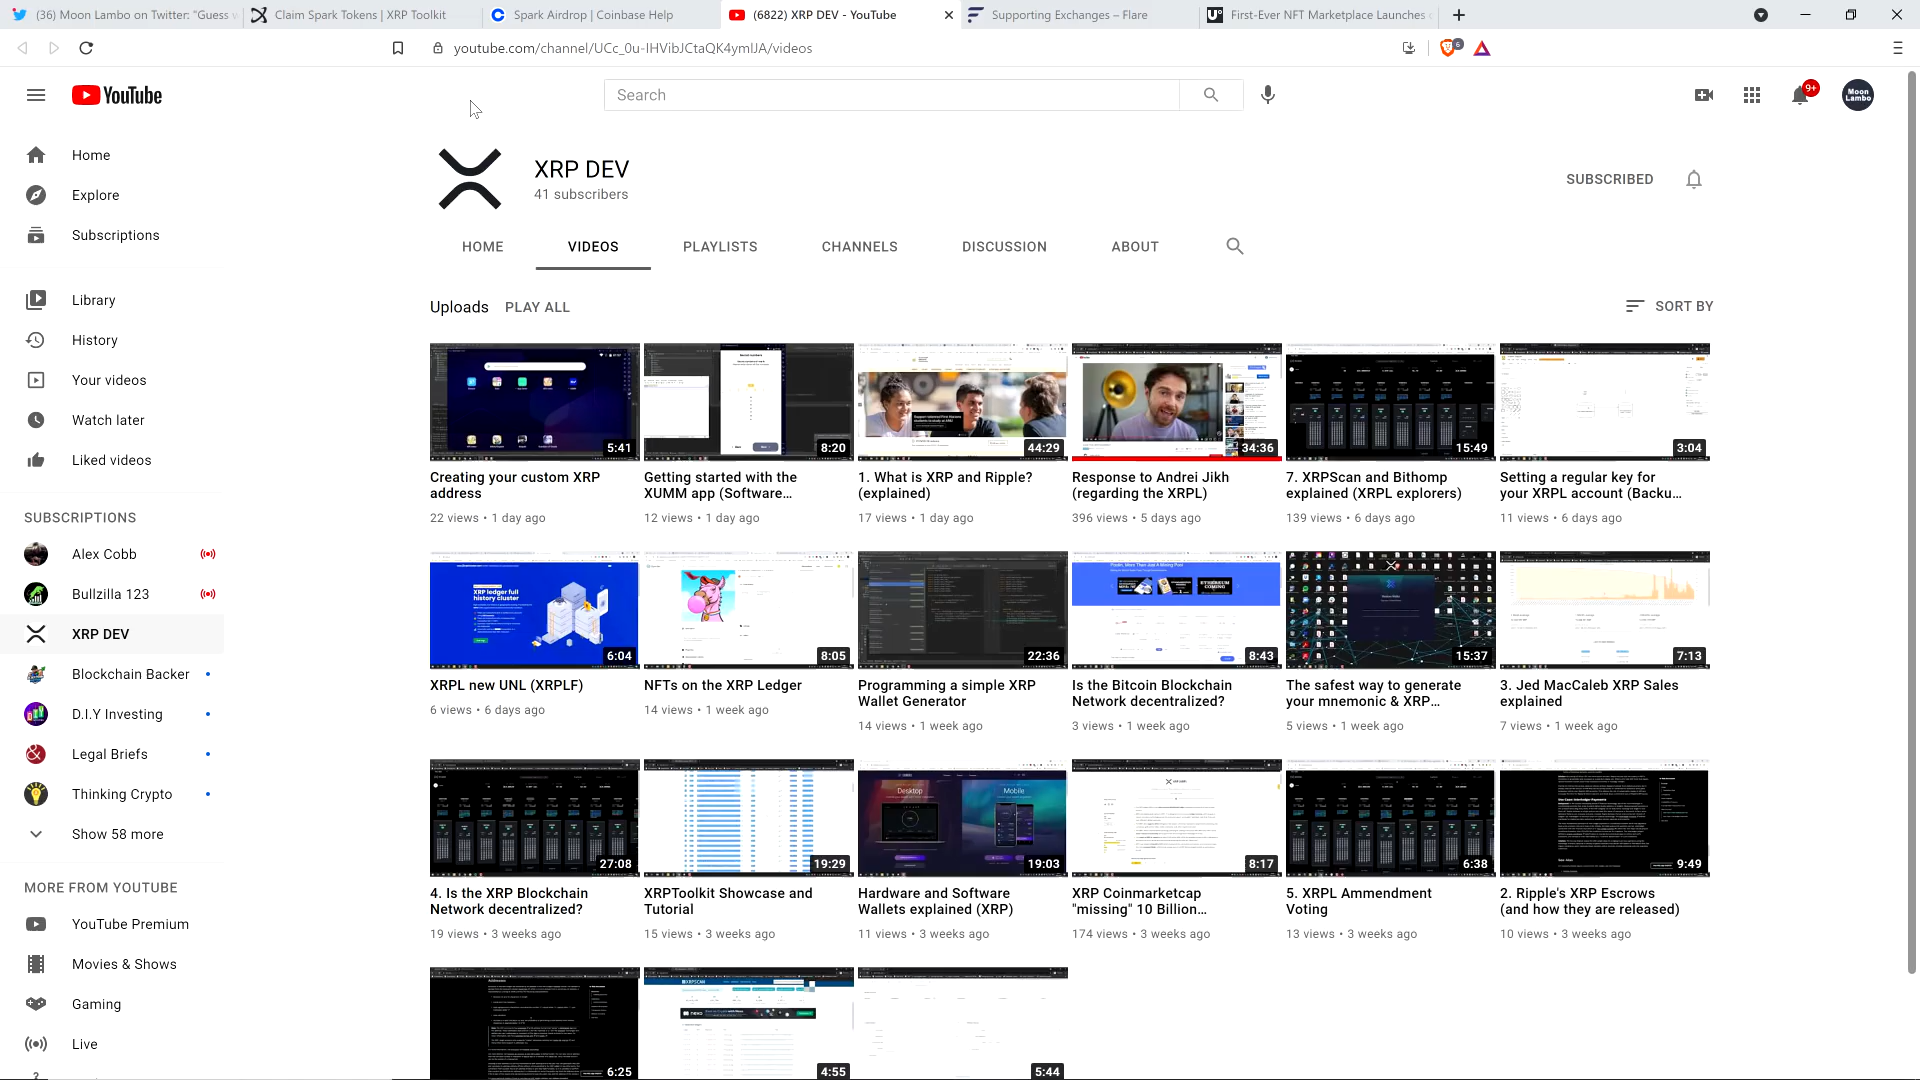 (36) Moon Lambo on Twitter: "Guess w
Claim Spark Tokens | XRP Toolkit
Spark Airdrop | Coinbase Help
(6822) XRP DEV - YouTube
Supporting Exchanges – Flare
First-Ever NFT Marketplace Launches
youtube.com/channel/UCc_0u-IHVibJCtaQK4ymlJA/videos
6
YouTube
Search
9+
Moon
Lambo
Home
Explore
Subscriptions
Library
History
Your videos
Watch later
Liked videos
SUBSCRIPTIONS
Alex Cobb
Bullzilla 123
XRP DEV
Blockchain Backer
D.I.Y Investing
Legal Briefs
Thinking Crypto
Show 58 more
MORE FROM YOUTUBE
YouTube Premium
Movies & Shows
Gaming
Live
XRP DEV
41 subscribers
SUBSCRIBED
HOME
VIDEOS
PLAYLISTS
CHANNELS
DISCUSSION
ABOUT
Uploads
PLAY ALL
SORT BY
5:41
Creating your custom XRP
address
22 views • 1 day ago
8:20
Getting started with the
XUMM app (Software...
12 views • 1 day ago
44:29
1. What is XRP and Ripple?
(explained)
17 views • 1 day ago
34:36
Response to Andrei Jikh
(regarding the XRPL)
396 views • 5 days ago
15:49
7. XRPScan and Bithomp
explained (XRPL explorers)
139 views • 6 days ago
3:04
Setting a regular key for
your XRPL account (Backu...
11 views • 6 days ago
XRP ledger full
history cluster
6:04
XRPL new UNL (XRPLF)
6 views • 6 days ago
8:05
NFTs on the XRP Ledger
14 views • 1 week ago
22:36
Programming a simple XRP
Wallet Generator
14 views • 1 week ago
8:43
Is the Bitcoin Blockchain
Network decentralized?
3 views • 1 week ago
15:37
The safest way to generate
your mnemonic & XRP...
5 views • 1 week ago
7:13
3. Jed MacCaleb XRP Sales
explained
7 views • 1 week ago
27:08
4. Is the XRP Blockchain
Network decentralized?
19 views • 3 weeks ago
19:29
XRPToolkit Showcase and
Tutorial
15 views • 3 weeks ago
Desktop
Mobile
19:03
Hardware and Software
Wallets explained (XRP)
11 views • 3 weeks ago
8:17
XRP Coinmarketcap
"missing" 10 Billion...
174 views • 3 weeks ago
6:38
5. XRPL Ammendment
Voting
13 views • 3 weeks ago
9:49
2. Ripple's XRP Escrows
(and how they are released)
10 views • 3 weeks ago
6:25
XRPSCAN
nexo
4:55
5:44